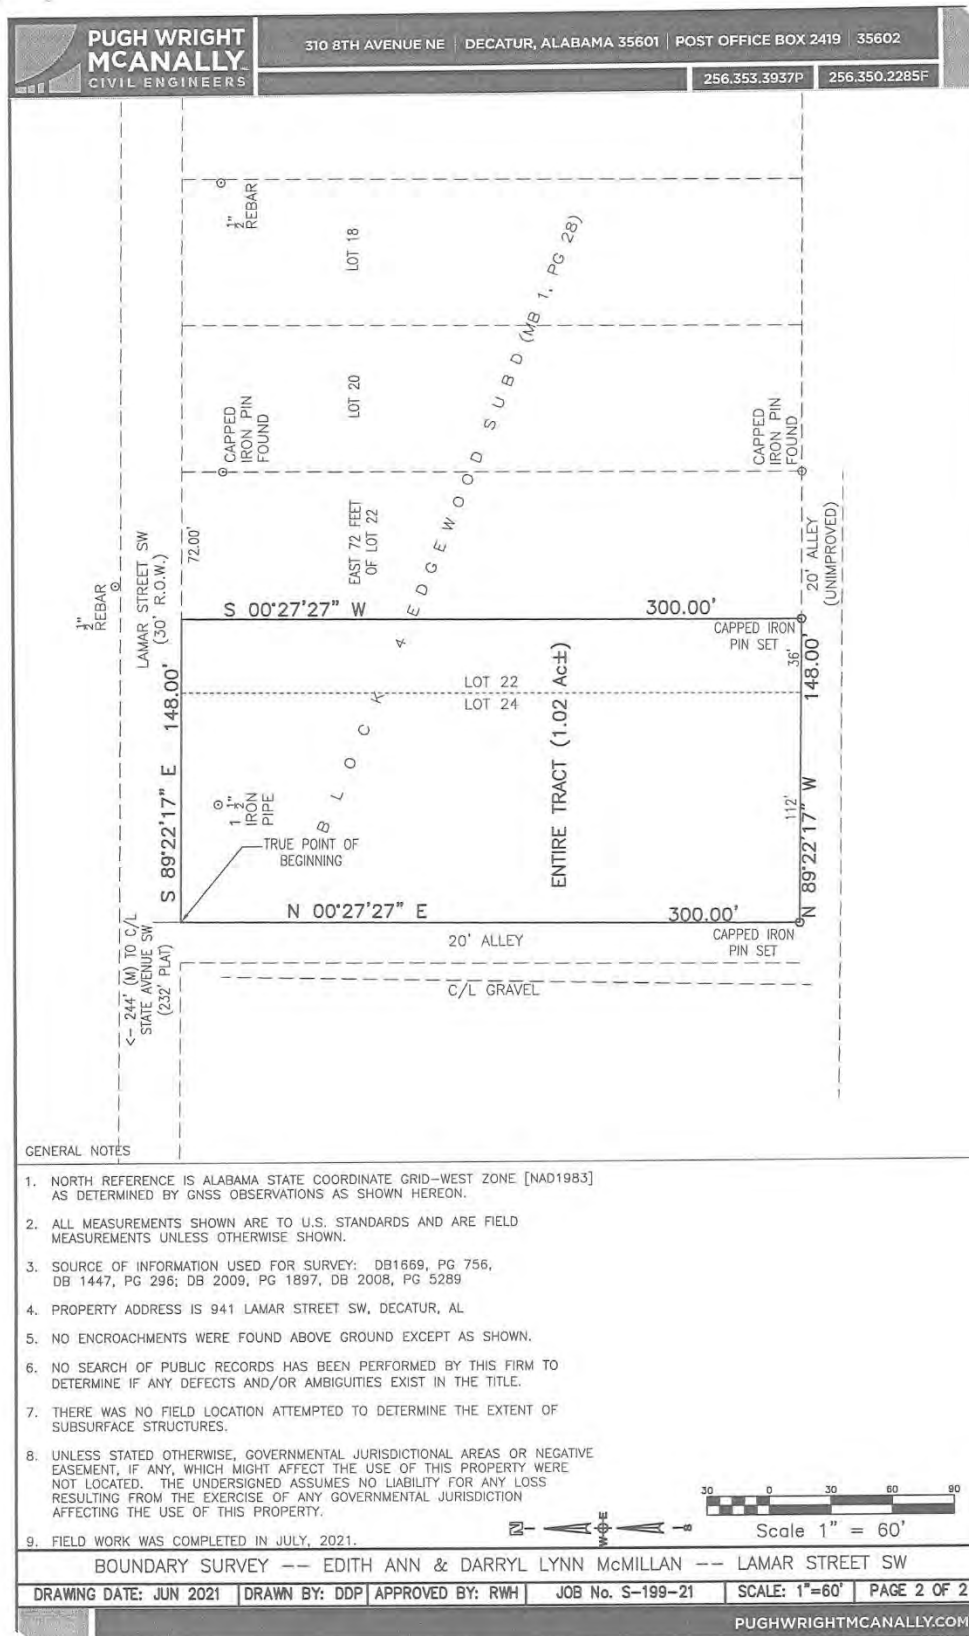 PUGH WRIGHT
MCANALLY
CIVIL ENGINEERS
310 8TH AVENUE NE | DECATUR, ALABAMA 35601 | POST OFFICE BOX 2419 | 35602
256.353.3937P
256.350.2285F
1/2"
REBAR
LOT 18
LOT 20
BLOCK 4 EDGEWOOD SUBD (MB 1, PG 28)
CAPPED
IRON PIN
FOUND
CAPPED
IRON PIN
FOUND
1/2"
REBAR
LAMAR STREET SW
(30' R.O.W.)
72.00'
EAST 72 FEET
OF LOT 22
20' ALLEY
(UNIMPROVED)
S 00°27'27" W
300.00'
CAPPED IRON
PIN SET
36'
148.00'
LOT 22
LOT 24
S 89°22'17" E 148.00'
ENTIRE TRACT (1.02 Ac±)
1 1/2"
IRON
PIPE
TRUE POINT OF
BEGINNING
112'
N 89°22'17" W
N 00°27'27" E
300.00'
CAPPED IRON
PIN SET
20' ALLEY
C/L GRAVEL
<- 244' (M) TO C/L
STATE AVENUE SW
(232' PLAT)
GENERAL NOTES
1. NORTH REFERENCE IS ALABAMA STATE COORDINATE GRID-WEST ZONE [NAD1983]
AS DETERMINED BY GNSS OBSERVATIONS AS SHOWN HEREON.
2. ALL MEASUREMENTS SHOWN ARE TO U.S. STANDARDS AND ARE FIELD
MEASUREMENTS UNLESS OTHERWISE SHOWN.
3. SOURCE OF INFORMATION USED FOR SURVEY: DB1669, PG 756,
DB 1447, PG 296; DB 2009, PG 1897, DB 2008, PG 5289
4. PROPERTY ADDRESS IS 941 LAMAR STREET SW, DECATUR, AL
5. NO ENCROACHMENTS WERE FOUND ABOVE GROUND EXCEPT AS SHOWN.
6. NO SEARCH OF PUBLIC RECORDS HAS BEEN PERFORMED BY THIS FIRM TO
DETERMINE IF ANY DEFECTS AND/OR AMBIGUITIES EXIST IN THE TITLE.
7. THERE WAS NO FIELD LOCATION ATTEMPTED TO DETERMINE THE EXTENT OF
SUBSURFACE STRUCTURES.
8. UNLESS STATED OTHERWISE, GOVERNMENTAL JURISDICTIONAL AREAS OR NEGATIVE
EASEMENT, IF ANY, WHICH MIGHT AFFECT THE USE OF THIS PROPERTY WERE
NOT LOCATED. THE UNDERSIGNED ASSUMES NO LIABILITY FOR ANY LOSS
RESULTING FROM THE EXERCISE OF ANY GOVERNMENTAL JURISDICTION
AFFECTING THE USE OF THIS PROPERTY.
9. FIELD WORK WAS COMPLETED IN JULY, 2021.
N
E
W
S
30 0 30 60 90
Scale 1" = 60'
BOUNDARY SURVEY -- EDITH ANN & DARRYL LYNN McMILLAN -- LAMAR STREET SW
DRAWING DATE: JUN 2021 DRAWN BY: DDP APPROVED BY: RWH JOB No. S-199-21 SCALE: 1"=60' PAGE 2 OF 2
PUGHWRIGHTMCANALLY.COM